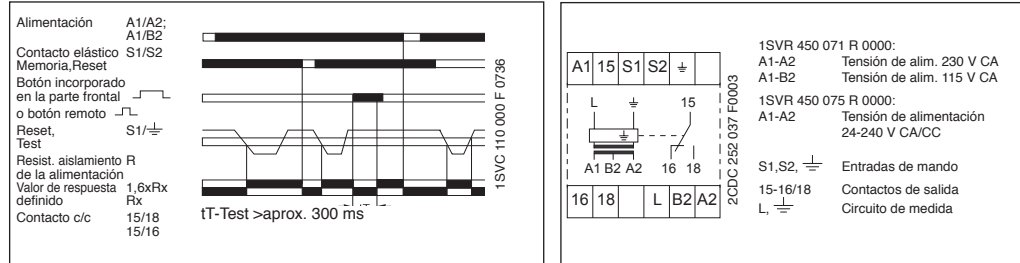 Alimentación A1/A2;
A1/B2
Contacto elástico S1/S2
Memoria,Reset
Botón incorporado
en la parte frontal
o botón remoto
Reset, S1/
Test
Resist. aislamiento R
de la alimentación
Valor de respuesta 1,6xRx
definido Rx
Contacto c/c 15/18
15/16
tT-Test >aprox. 300 ms
1SVC 110 000 F 0736
A1 15 S1 S2
L 15
A1 B2 A2 16 18
16 18 L B2 A2
2CDC 252 037 F0003
1SVR 450 071 R 0000:
A1-A2 Tensión de alim. 230 V CA
A1-B2 Tensión de alim. 115 V CA
1SVR 450 075 R 0000:
A1-A2 Tensión de alimentación
24-240 V CA/CC
S1,S2, Entradas de mando
15-16/18 Contactos de salida
L, Circuito de medida